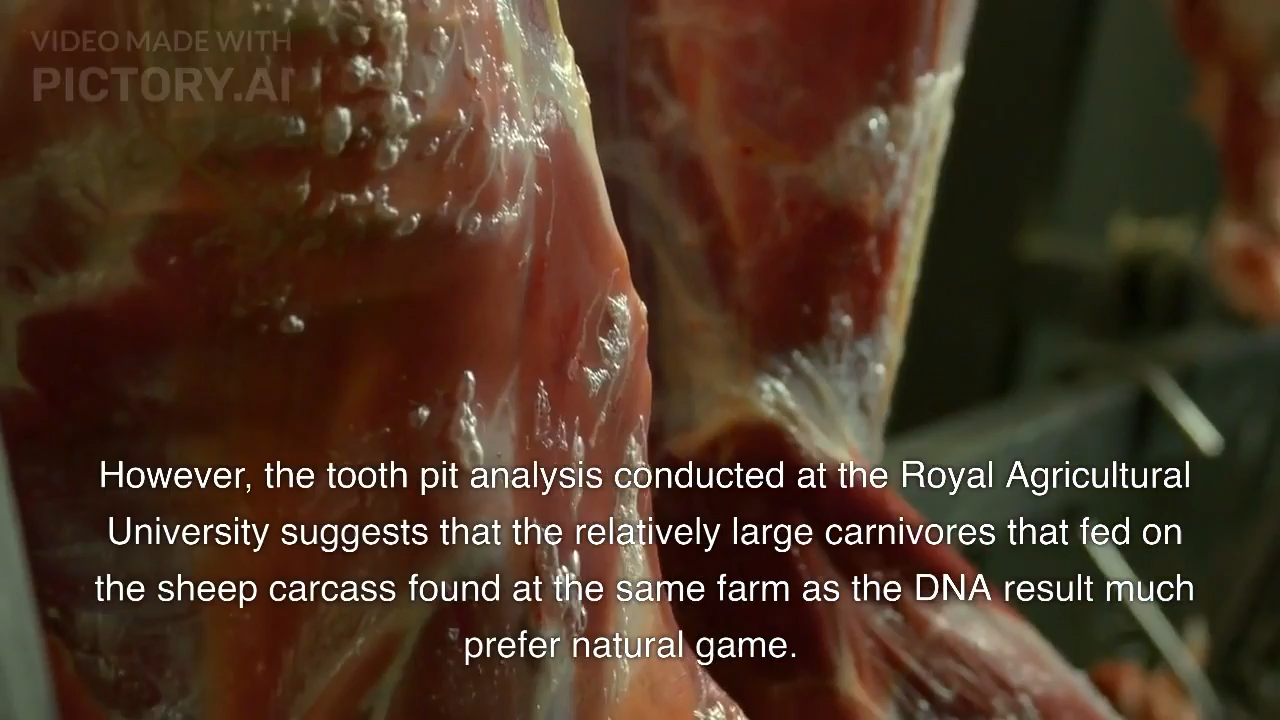 VIDEO MADE WITH
PICTORY.AI
However, the tooth pit analysis conducted at the Royal Agricultural
University suggests that the relatively large carnivores that fed on
the sheep carcass found at the same farm as the DNA result much
prefer natural game.